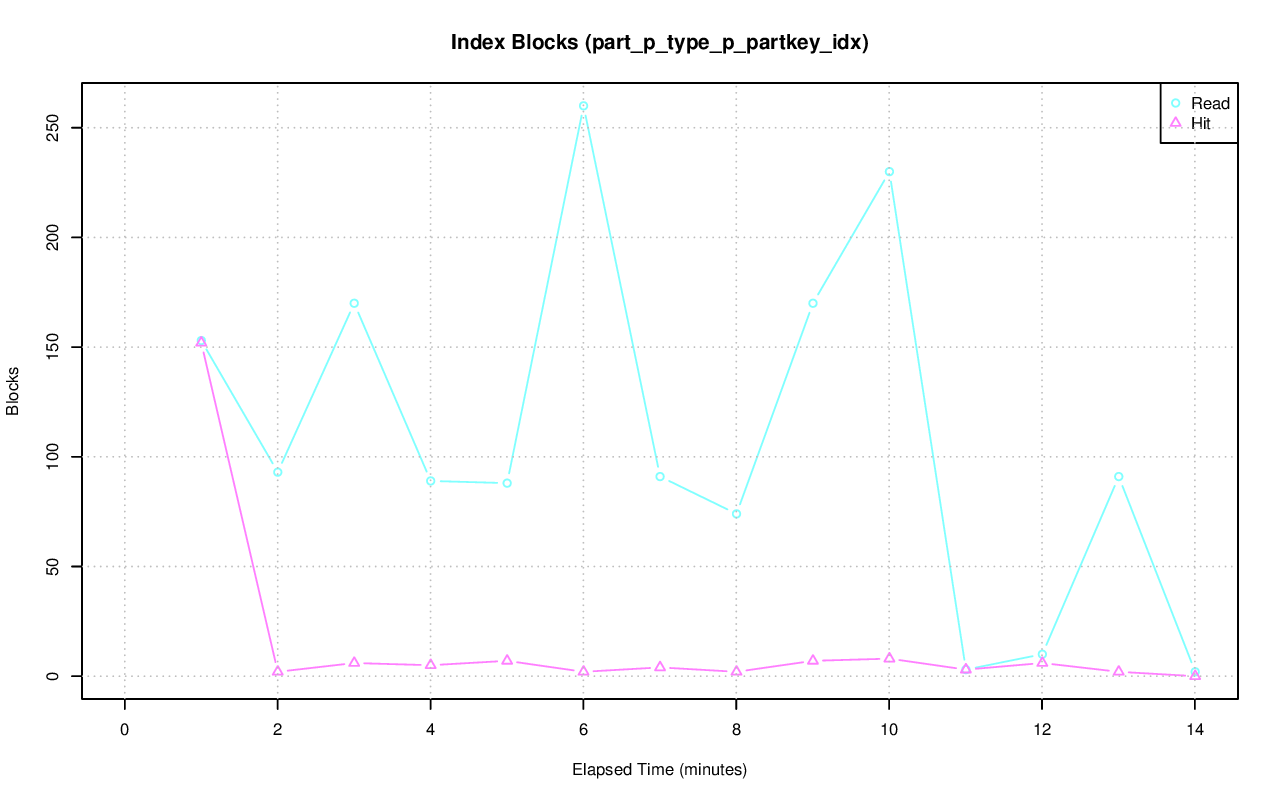 Index Blocks (part_p_type_p_partkey_idx)
Read
Hit
250
200
150
100
50
0
Blocks
0 2 4 6 8 10 12 14
Elapsed Time (minutes)